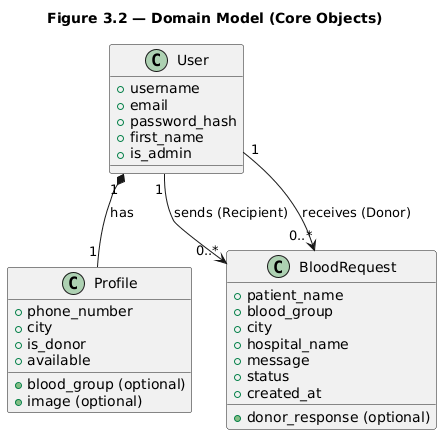 Figure 3.2 — Domain Model (Core Objects)
C User
username
email
password_hash
first_name
is_admin
1
1
1
has
sends (Recipient)
receives (Donor)
1
0..*
0..*
C Profile
phone_number
city
is_donor
available
blood_group (optional)
image (optional)
C BloodRequest
patient_name
blood_group
city
hospital_name
message
status
created_at
donor_response (optional)